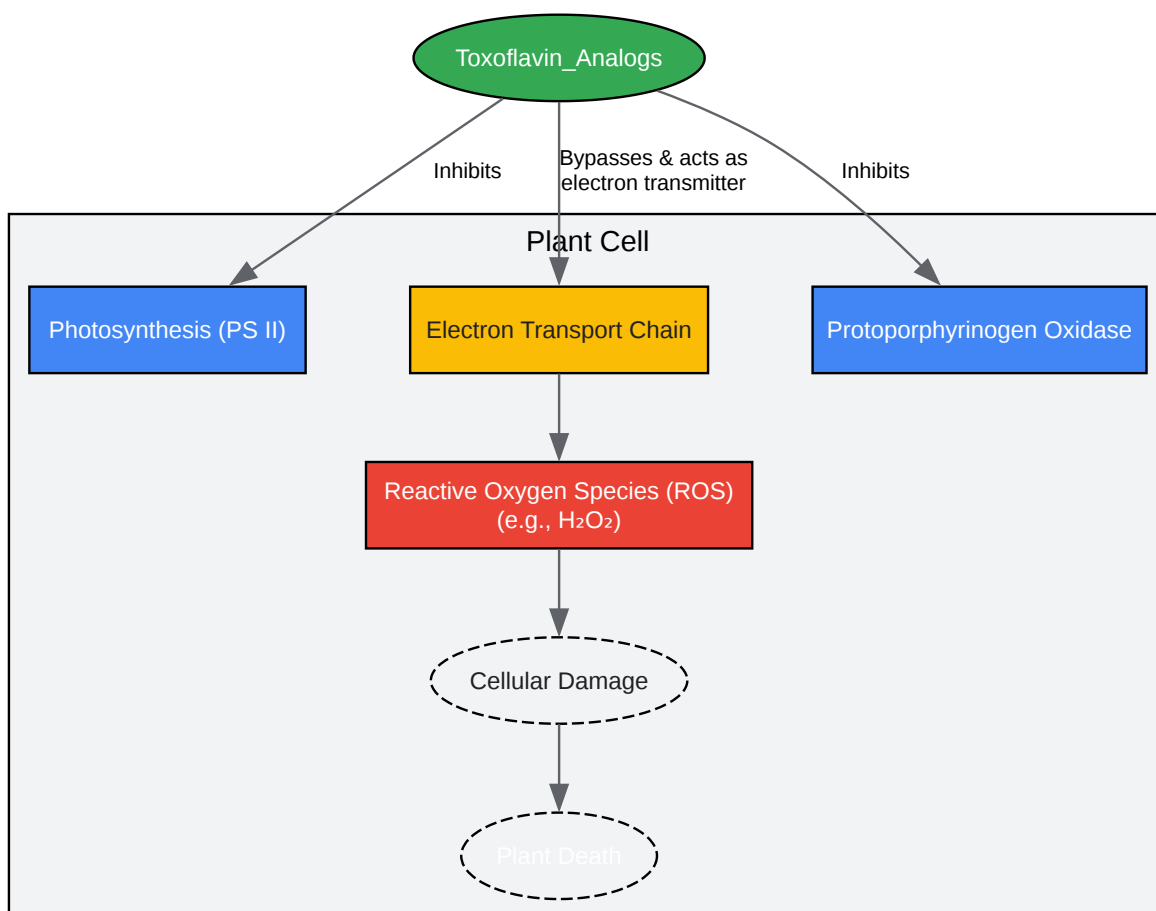 Toxoflavin_Analogs
Inhibits
Bypasses & acts as
electron transmitter
Inhibits
Plant Cell
Photosynthesis (PS II)
Electron Transport Chain
Protoporphyrinogen Oxidase
Reactive Oxygen Species (ROS)
(e.g., H₂O₂)
Cellular Damage
Plant Death